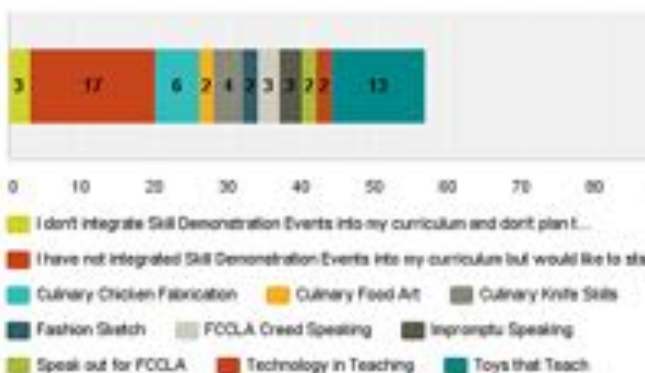 3 17 6 2 4 2 3 3 2 2 13
0 10 20 30 40 50 60 70 80
I don't integrate Skill Demonstration Events into my curriculum and don't plan t...
I have not integrated Skill Demonstration Events into my curriculum but would like to sta
Culinary Chicken Fabrication Culinary Food Art Culinary Knife Skills
Fashion Sketch FCCLA Creed Speaking Impromptu Speaking
Speak out for FCCLA Technology in Teaching Toys that Teach